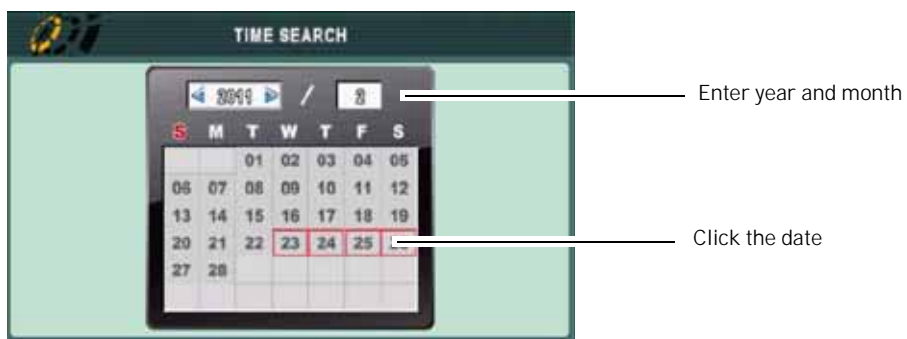 TIME SEARCH
2011 / 2
Enter year and month
S M T W T F S
01 02 03 04 05
06 07 08 09 10 11 12
13 14 15 16 17 18 19
20 21 22 23 24 25
Click the date
27 28